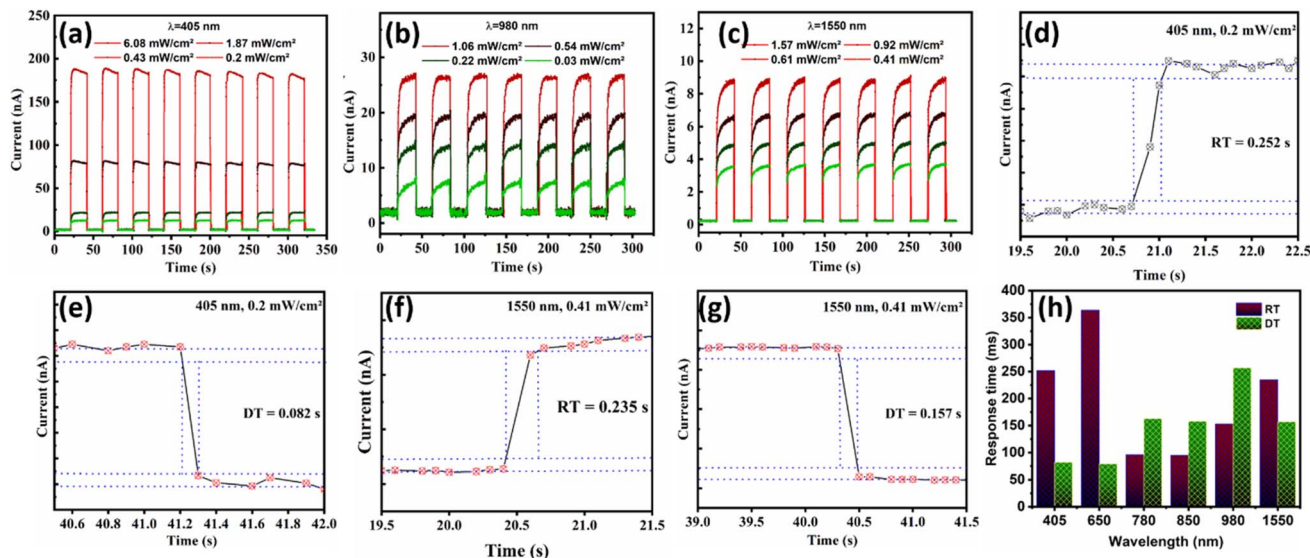 (a)
λ=405 nm
6.08 mW/cm² 1.87 mW/cm²
0.43 mW/cm² 0.2 mW/cm²
Current (nA)
250
200
150
100
50
0
0 50 100 150 200 250 300 350
Time (s)
(b)
λ=980 nm
1.06 mW/cm² 0.54 mW/cm²
0.22 mW/cm² 0.03 mW/cm²
Current (nA)
30
20
10
0
0 50 100 150 200 250 300
Time (s)
(c)
λ=1550 nm
1.57 mW/cm² 0.92 mW/cm²
0.61 mW/cm² 0.41 mW/cm²
Current (nA)
12
10
8
6
4
2
0
0 50 100 150 200 250 300
Time (s)
(d)
405 nm, 0.2 mW/cm²
RT = 0.252 s
Current (nA)
19.5 20.0 20.5 21.0 21.5 22.0 22.5
Time (s)
(e)
405 nm, 0.2 mW/cm²
DT = 0.082 s
Current (nA)
40.6 40.8 41.0 41.2 41.4 41.6 41.8 42.0
Time (s)
(f)
1550 nm, 0.41 mW/cm²
RT = 0.235 s
Current (nA)
19.5 20.0 20.5 21.0 21.5
Time (s)
(g)
1550 nm, 0.41 mW/cm²
DT = 0.157 s
Current (nA)
39.0 39.5 40.0 40.5 41.0 41.5
Time (s)
(h)
RT
DT
Response time (ms)
400
350
300
250
200
150
100
50
0
405 650 780 850 980 1550
Wavelength (nm)